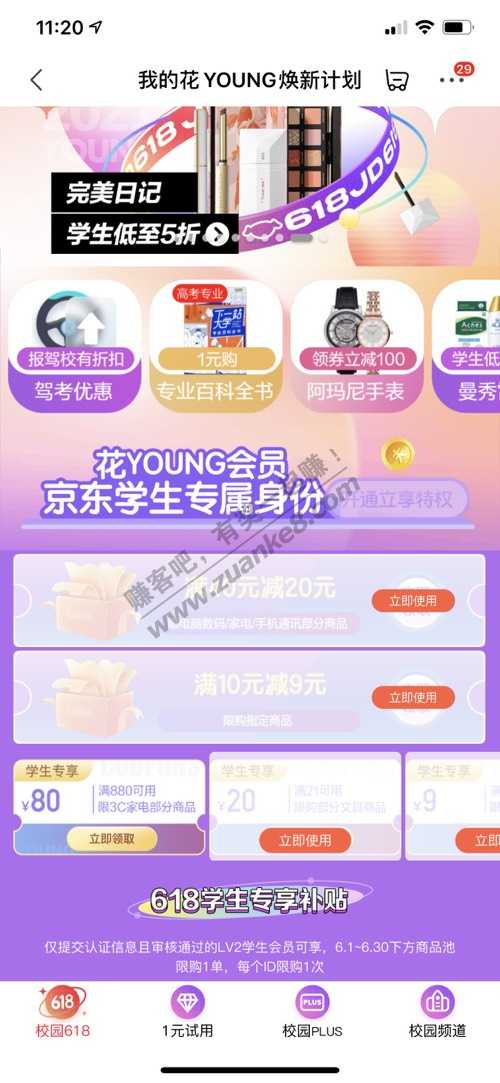 11:20
我的花YOUNG焕新计划
29
618JD618JD6
完美日记
学生低至5折
高考专业
下一站
大学
报驾校有折扣
1元购
领券立减100
学生低
驾考优惠
专业百科全书
阿玛尼手表
曼秀
Acnes
花YOUNG会员
京东学生专属身份
开通立享特权
赚客吧，有奖一起赚！
www.zuanke8.com
满40元减20元
电脑数码/家电/手机通讯部分商品
立即使用
满10元减9元
限购指定商品
立即使用
学生专享
¥80
满880可用
限3C家电部分商品
立即领取
学生专享
¥20
满21可用
限购部分文具商品
立即使用
学生专享
¥9
立即
618学生专享补贴
仅提交认证信息且审核通过的LV2学生会员可享，6.1~6.30下方商品池
限购1单，每个ID限购1次
618
校园618
1元试用
PLUS
校园PLUS
校园频道